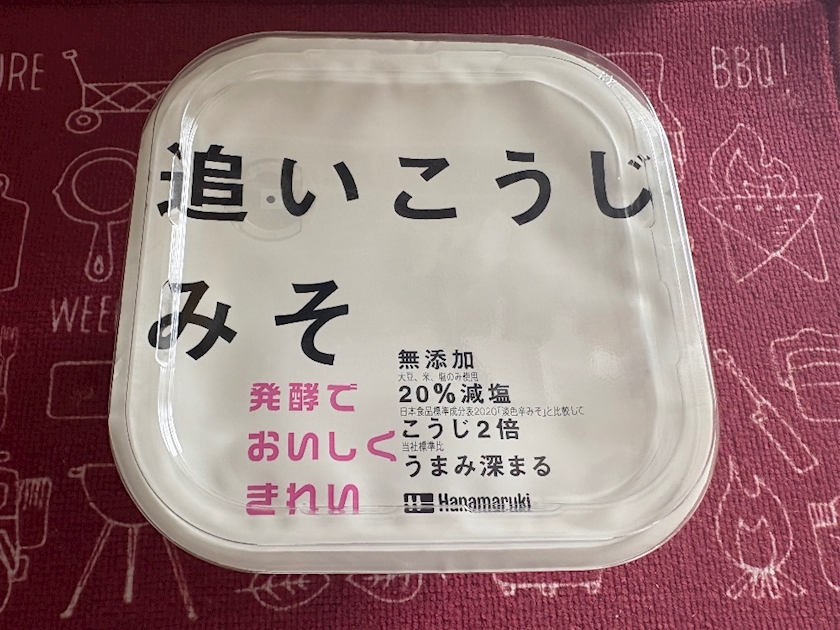 追いこうじ
みそ
発酵で
おいしく
きれい
無添加
大豆、米、塩のみ使用
20%減塩
日本食品標準成分表2020「淡色辛みそ」と比較して
こうじ2倍
当社標準比
うまみ深まる
Hanamaruki
BBQ!